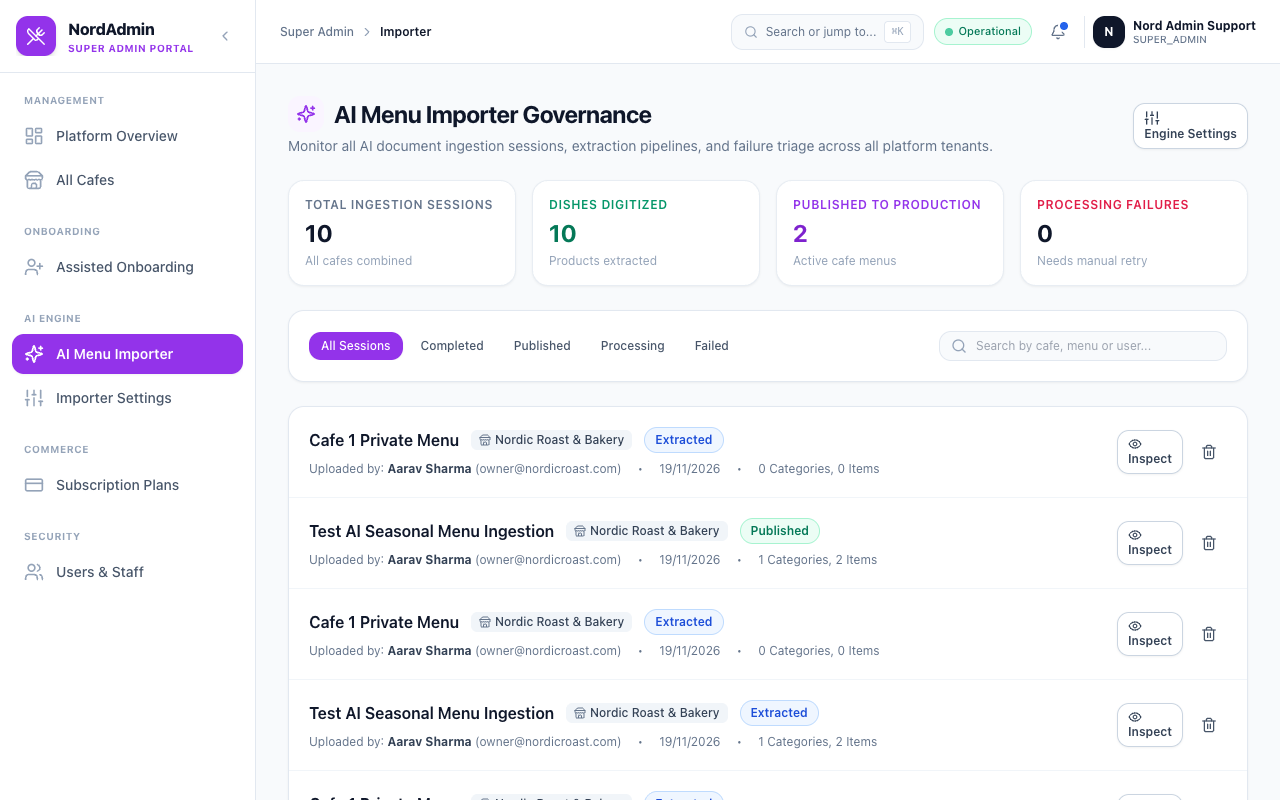 NordAdmin
SUPER ADMIN PORTAL
MANAGEMENT
Platform Overview
All Cafes
ONBOARDING
Assisted Onboarding
AI ENGINE
AI Menu Importer
Importer Settings
COMMERCE
Subscription Plans
SECURITY
Users & Staff
Super Admin > Importer
Search or jump to... ⌘K
Operational
N
Nord Admin Support
SUPER_ADMIN
AI Menu Importer Governance
Monitor all AI document ingestion sessions, extraction pipelines, and failure triage across all platform tenants.
Engine Settings
TOTAL INGESTION SESSIONS
10
All cafes combined
DISHES DIGITIZED
10
Products extracted
PUBLISHED TO PRODUCTION
2
Active cafe menus
PROCESSING FAILURES
0
Needs manual retry
All Sessions Completed Published Processing Failed
Search by cafe, menu or user...
Cafe 1 Private Menu Nordic Roast & Bakery Extracted
Uploaded by: Aarav Sharma (owner@nordicroast.com) • 19/11/2026 • 0 Categories, 0 Items
Inspect
Test AI Seasonal Menu Ingestion Nordic Roast & Bakery Published
Uploaded by: Aarav Sharma (owner@nordicroast.com) • 19/11/2026 • 1 Categories, 2 Items
Inspect
Cafe 1 Private Menu Nordic Roast & Bakery Extracted
Uploaded by: Aarav Sharma (owner@nordicroast.com) • 19/11/2026 • 0 Categories, 0 Items
Inspect
Test AI Seasonal Menu Ingestion Nordic Roast & Bakery Extracted
Uploaded by: Aarav Sharma (owner@nordicroast.com) • 19/11/2026 • 1 Categories, 2 Items
Inspect